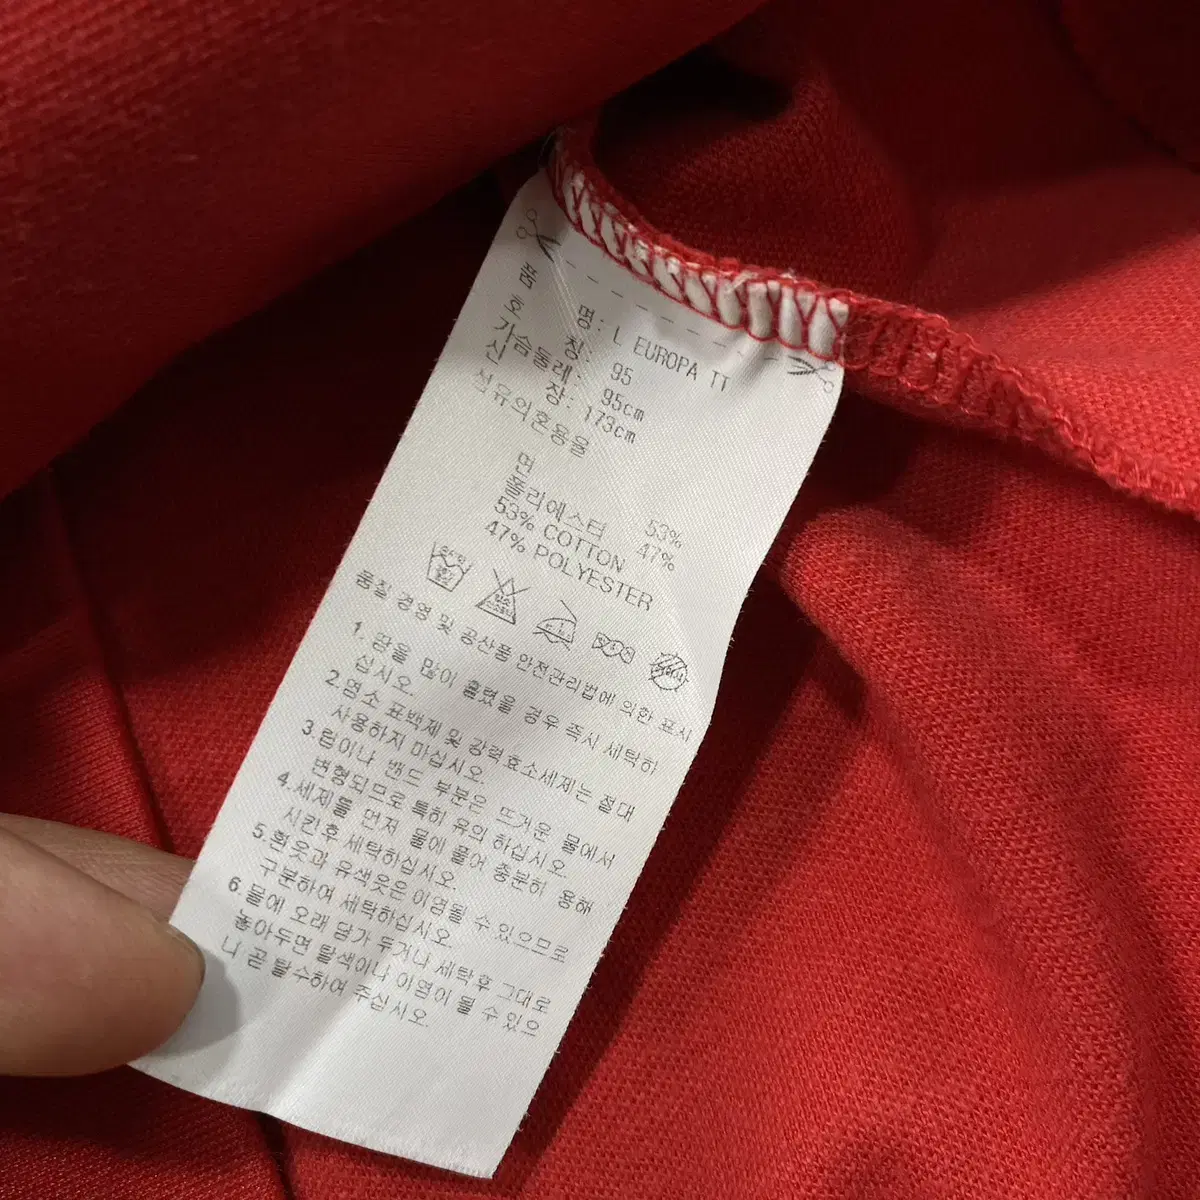 품 명 : L EUROPA TT
호 칭 : 95
가슴둘레 : 95cm
신 장 : 173cm
섬유의혼용율
면 53%
폴리에스터 47%
53% COTTON
47% POLYESTER
품질 경영 및 공산품 안전관리법에 의한 표시
1. 땀을 많이 흘렸을 경우 즉시 세탁하
십시오.
2.염소 표백제 및 강력효소세제는 절대
사용하지 마십시오.
3.립이나 밴드 부분은 뜨거운 물에서
변형되므로 특히 유의 하십시오.
4.세제를 먼저 물에 풀어 충분히 용해
시킨후 세탁하십시오.
5.흰옷과 유색옷은 이염될 수 있으므로
구분하여 세탁하십시오.
6.물에 오래 담가 두거나 세탁후 그대로
놓아두면 탈색이나 이염이 될 수 있으
니 곧 탈수하여 주십시오.